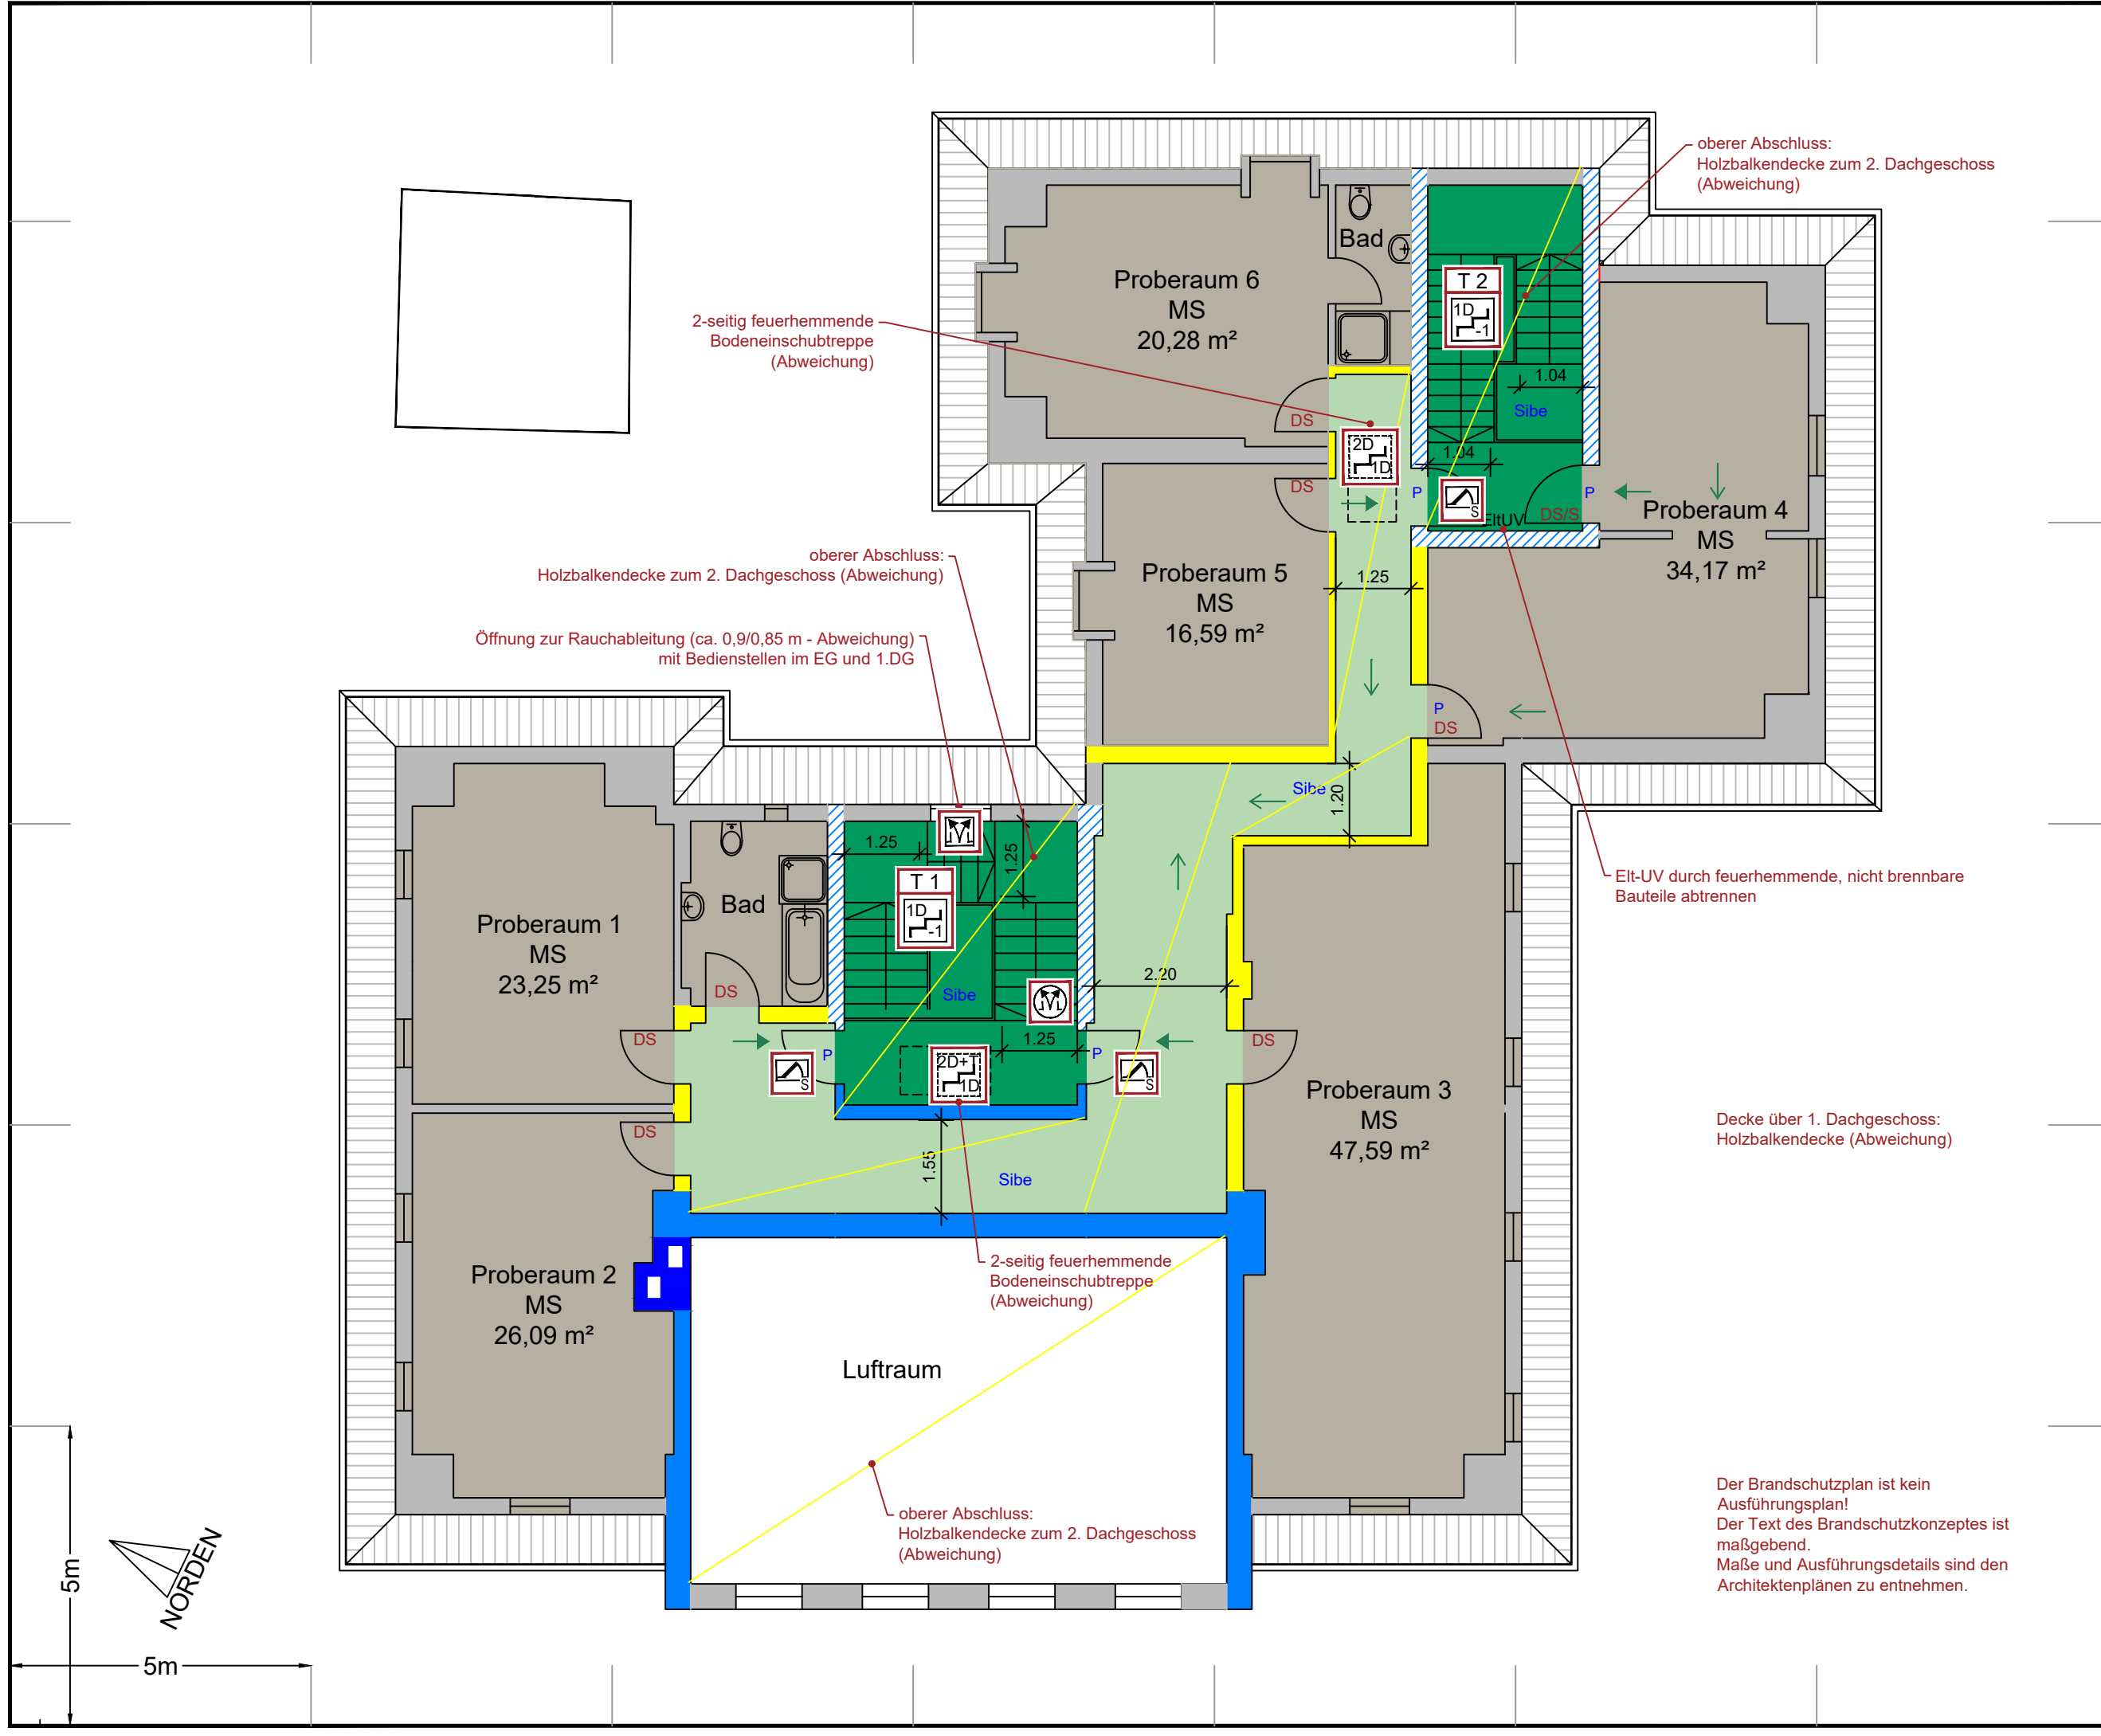 oberer Abschluss:
Holzbalkendecke zum 2. Dachgeschoss
(Abweichung)
Bad
T 2
1D
-1
Proberaum 6
MS
20,28 m²
2-seitig feuerhemmende
Bodeneinschubtreppe
(Abweichung)
1.04
Sibe
DS
2D
1D
1.04
DS
P
S
EltUV
DS/S
P
Proberaum 4
MS
34,17 m²
oberer Abschluss:
Holzbalkendecke zum 2. Dachgeschoss (Abweichung)
Proberaum 5
MS
16,59 m²
1.25
Öffnung zur Rauchableitung (ca. 0,9/0,85 m - Abweichung)
mit Bedienstellen im EG und 1.DG
P
DS
Sibe
1.20
1.25
1.25
T 1
1D
-1
Elt-UV durch feuerhemmende, nicht brennbare
Bauteile abtrennen
Proberaum 1
MS
23,25 m²
Bad
2.20
DS
Sibe
DS
P
S
2D+T
1D
1.25
P
S
DS
Proberaum 3
MS
47,59 m²
Decke über 1. Dachgeschoss:
Holzbalkendecke (Abweichung)
DS
1.55
Sibe
2-seitig feuerhemmende
Bodeneinschubtreppe
(Abweichung)
Proberaum 2
MS
26,09 m²
Luftraum
oberer Abschluss:
Holzbalkendecke zum 2. Dachgeschoss
(Abweichung)
Der Brandschutzplan ist kein
Ausführungsplan!
Der Text des Brandschutzkonzeptes ist
maßgebend.
Maße und Ausführungsdetails sind den
Architektenplänen zu entnehmen.
NORDEN
5m
5m